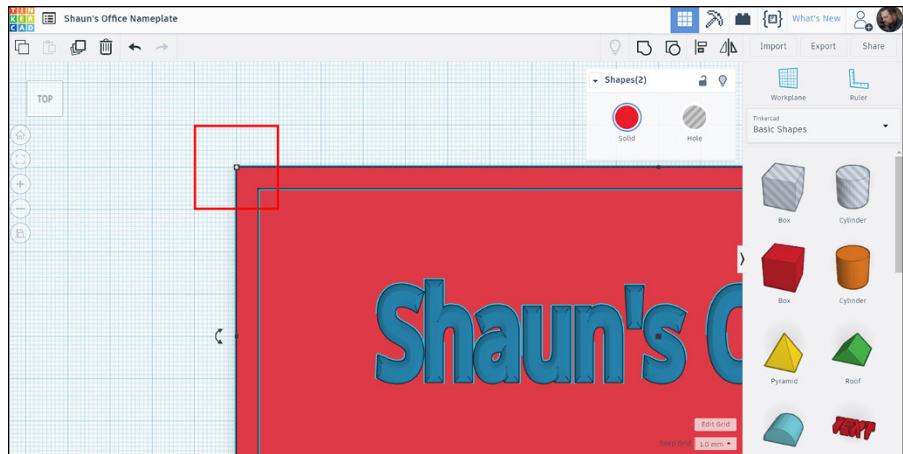 TIN
KER
CAD
Shaun's Office Nameplate
What's New
Import
Export
Share
TOP
Shapes(2)
Solid
Hole
Workplane
Ruler
Tinkercad
Basic Shapes
Box
Cylinder
Box
Cylinder
Pyramid
Roof
TEXT
Shaun's O
Edit Grid
Snap Grid 1.0 mm